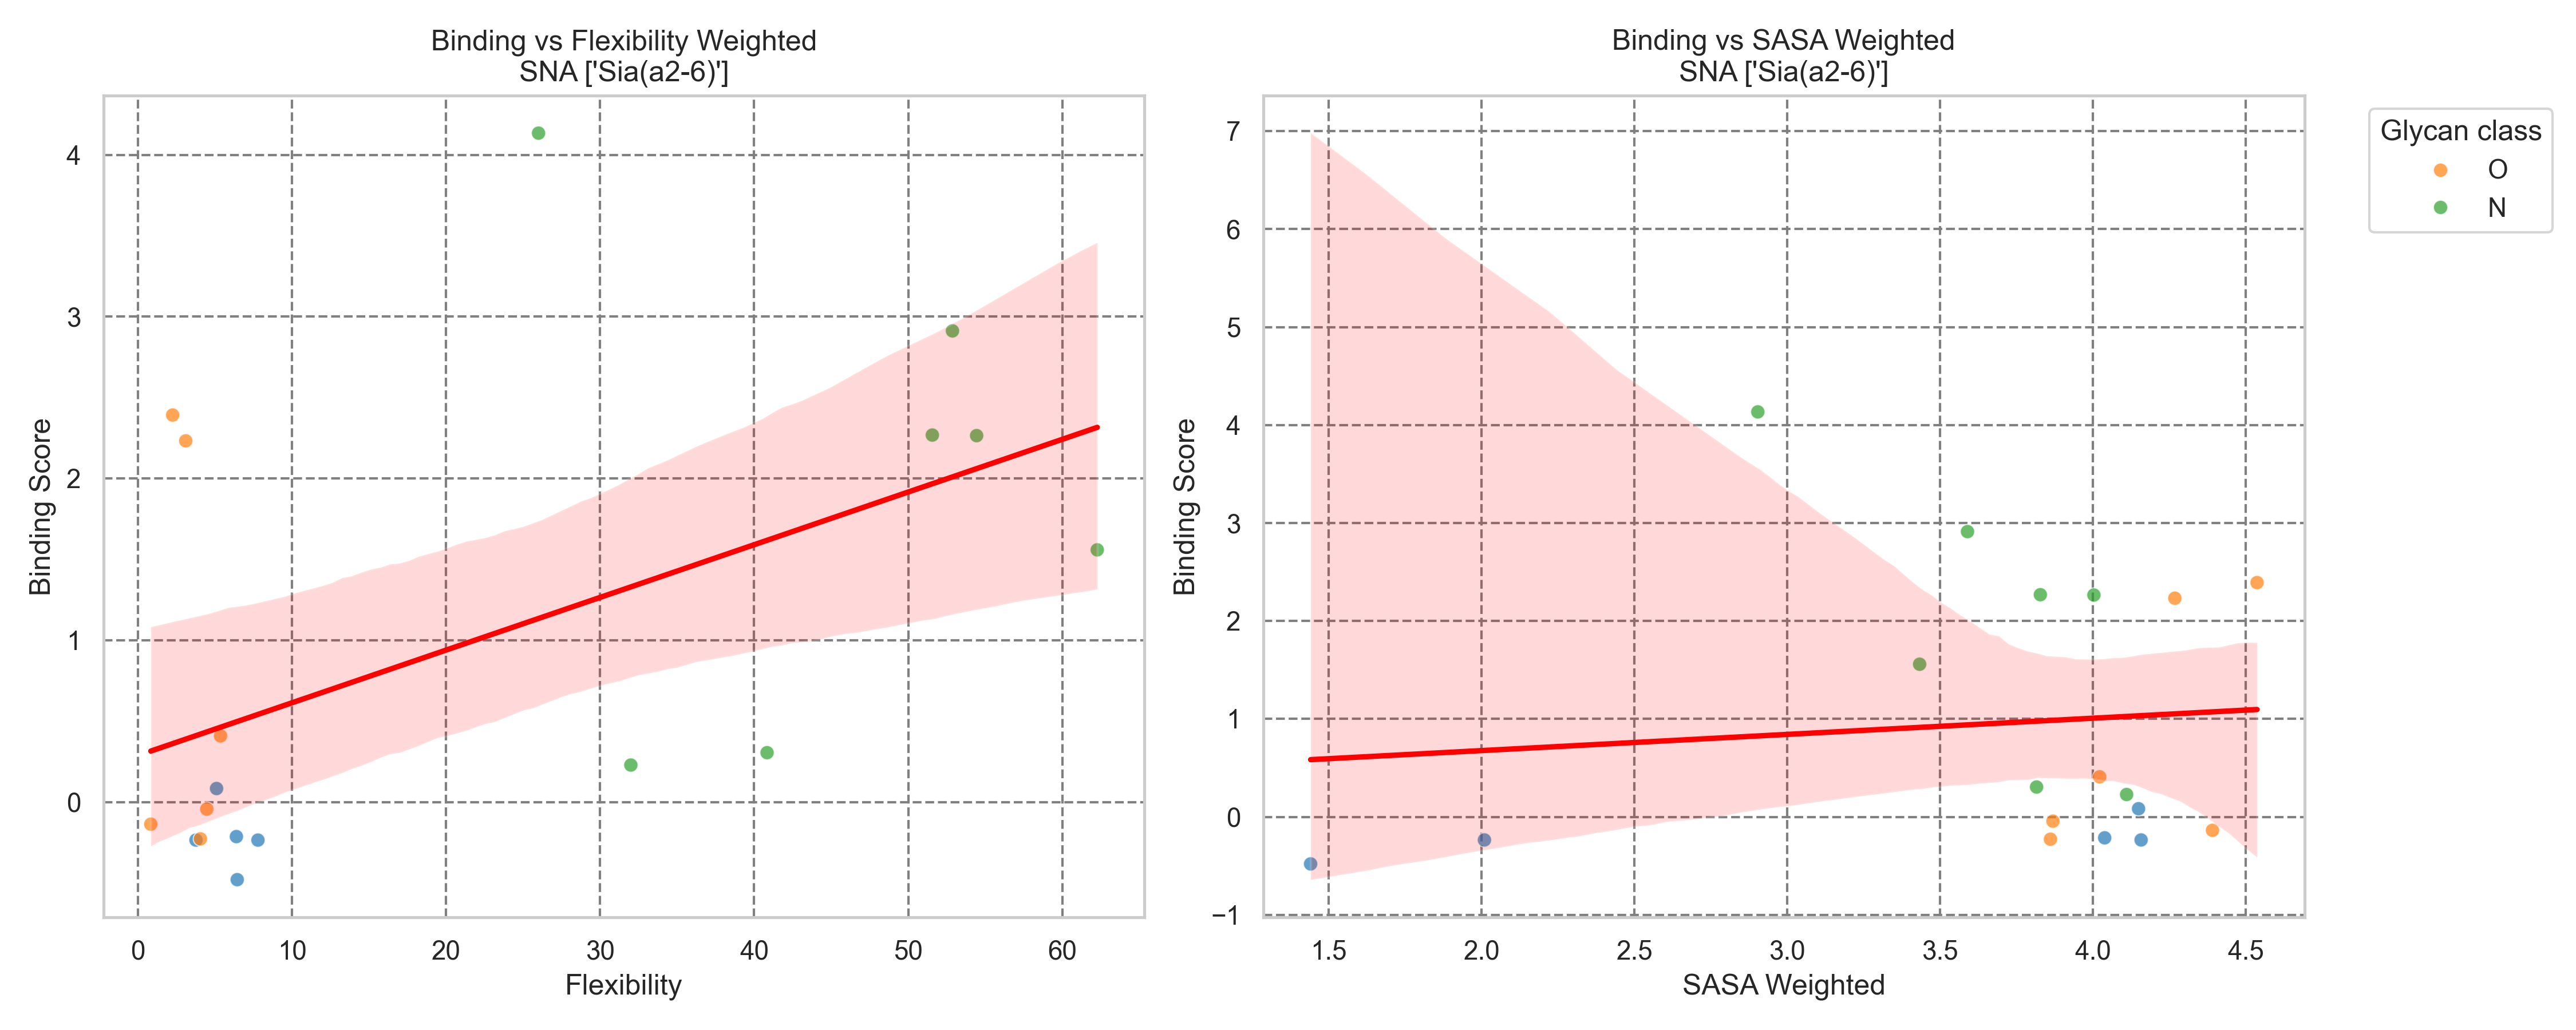 Binding vs Flexibility Weighted
SNA ['Sia(a2-6)']
Binding Score
4
3
2
1
0
0 10 20 30 40 50 60
Flexibility
Binding vs SASA Weighted
SNA ['Sia(a2-6)']
Binding Score
7
6
5
4
3
2
1
0
−1
1.5 2.0 2.5 3.0 3.5 4.0 4.5
SASA Weighted
Glycan class
O
N